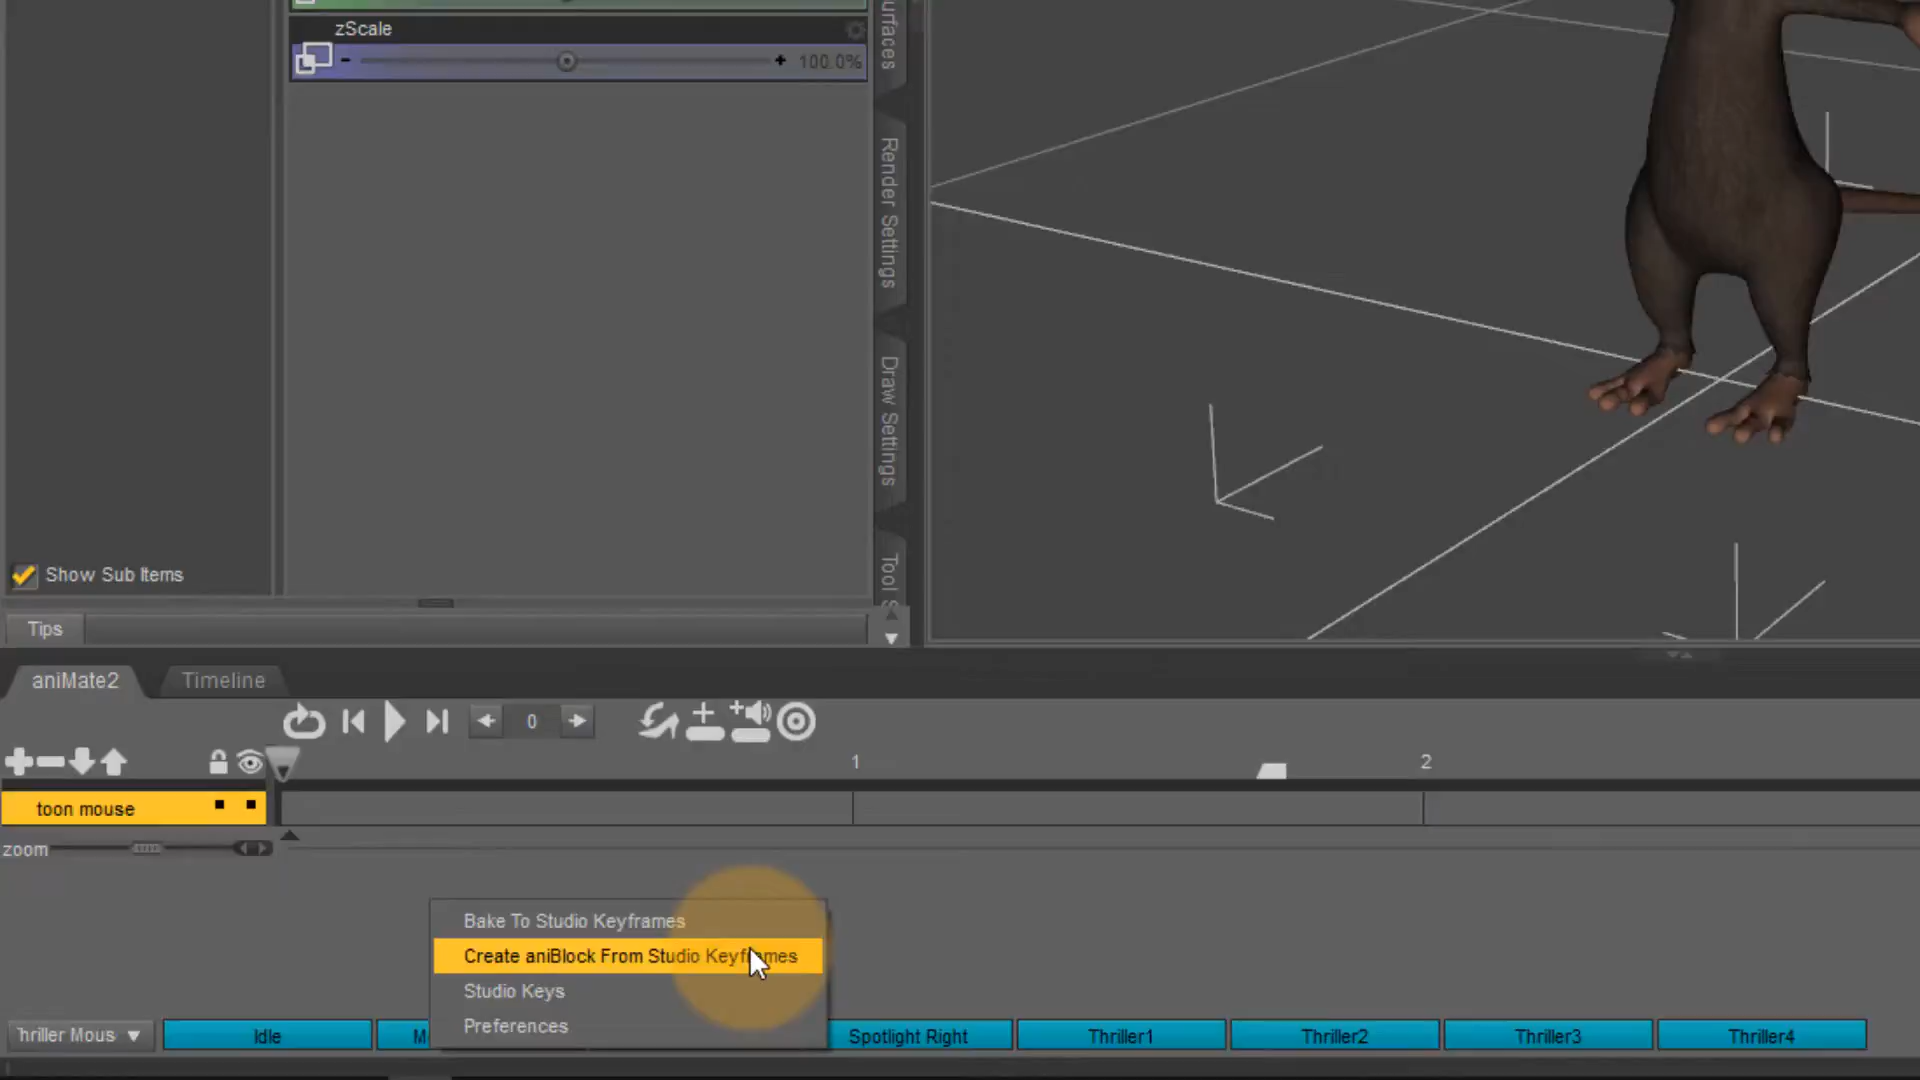 zScale
100.0%
urfaces
Render Settings
Draw Settings
Tool S
Show Sub Items
Tips
aniMate2
Timeline
0
1
2
toon mouse
zoom
Bake To Studio Keyframes
Create aniBlock From Studio Keyframes
Studio Keys
Preferences
hriller Mous
Idle
M
Spotlight Right
Thriller1
Thriller2
Thriller3
Thriller4